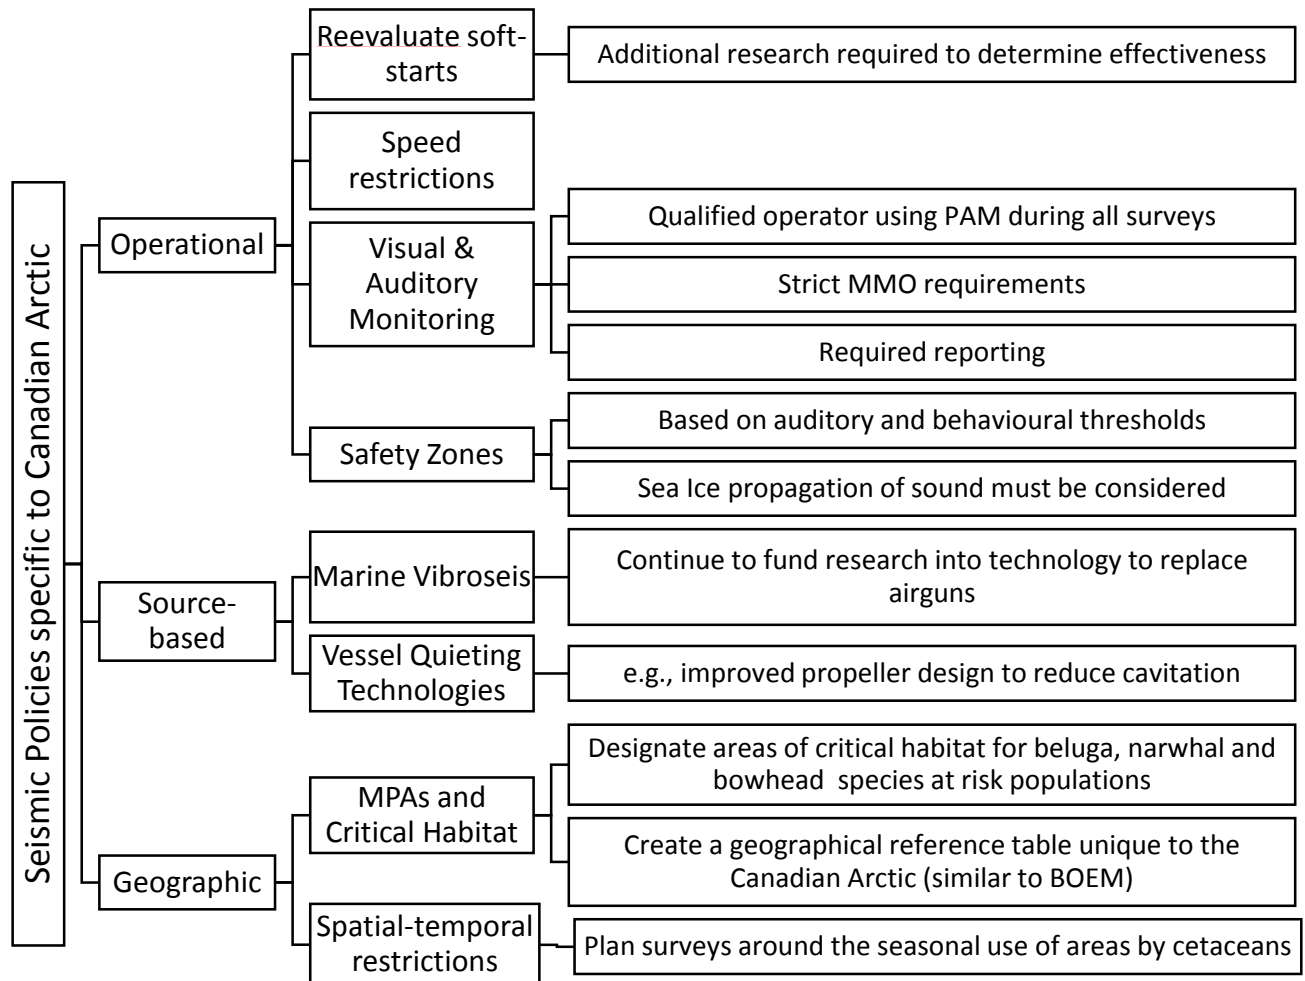 Seismic Policies specific to Canadian Arctic
Operational
Reevaluate soft-
starts
Additional research required to determine effectiveness
Speed
restrictions
Visual &
Auditory
Monitoring
Qualified operator using PAM during all surveys
Strict MMO requirements
Required reporting
Safety Zones
Based on auditory and behavioural thresholds
Sea Ice propagation of sound must be considered
Source-
based
Marine Vibroseis
Continue to fund research into technology to replace
airguns
Vessel Quieting
Technologies
e.g., improved propeller design to reduce cavitation
Geographic
MPAs and
Critical Habitat
Designate areas of critical habitat for beluga, narwhal and
bowhead  species at risk populations
Create a geographical reference table unique to the
Canadian Arctic (similar to BOEM)
Spatial-temporal
restrictions
Plan surveys around the seasonal use of areas by cetaceans